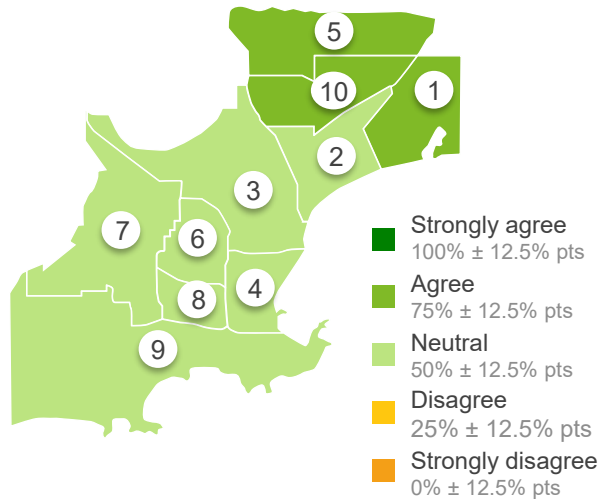 5
10
1
2
3
7
6
4
8
9
Strongly agree
100% ± 12.5% pts
Agree
75% ± 12.5% pts
Neutral
50% ± 12.5% pts
Disagree
25% ± 12.5% pts
Strongly disagree
0% ± 12.5% pts